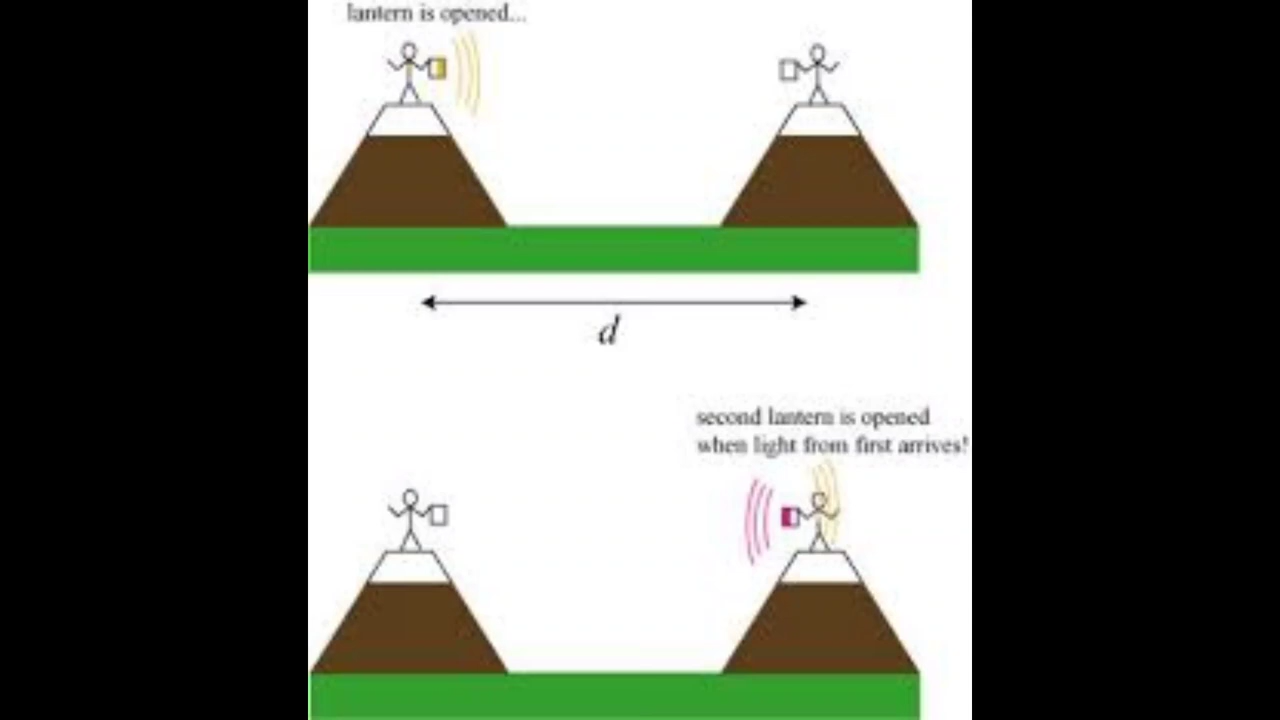 lantern is opened...
d
second lantern is opened
when light from first arrives!